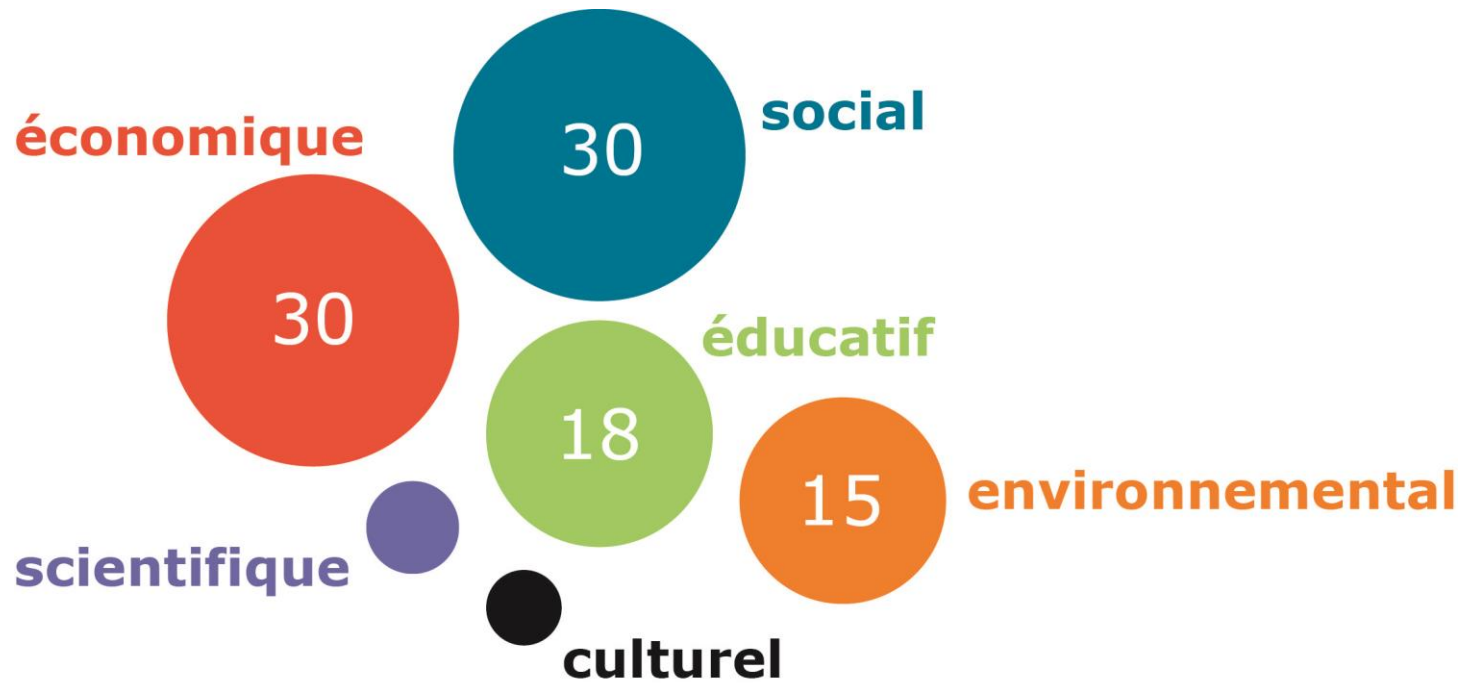 économique
30
social
30
éducatif
18
environnemental
15
scientifique
culturel